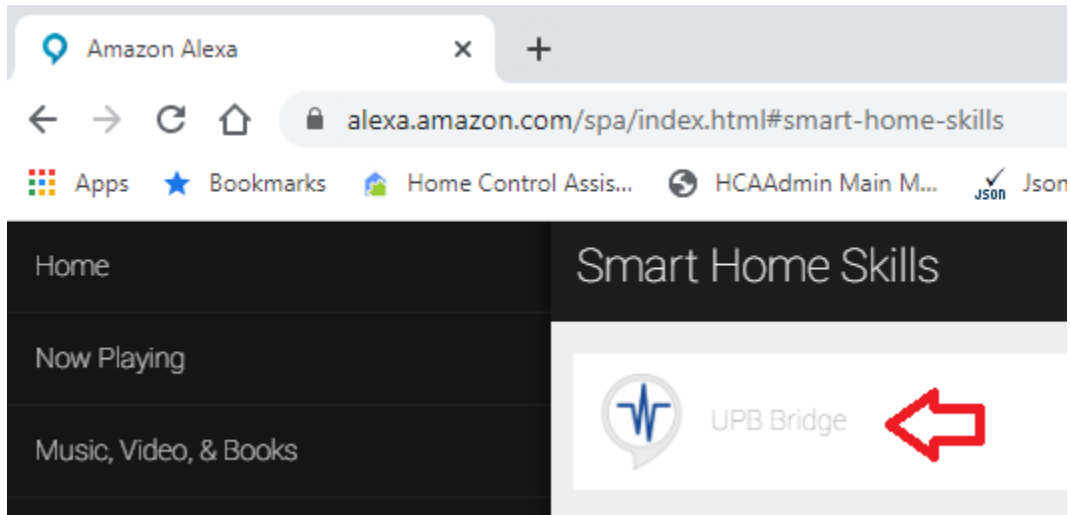 Amazon Alexa
alexa.amazon.com/spa/index.html#smart-home-skills
Apps Bookmarks Home Control Assis... HCAAdmin Main M... JSON Json
Home
Smart Home Skills
Now Playing
UPB Bridge
Music, Video, & Books